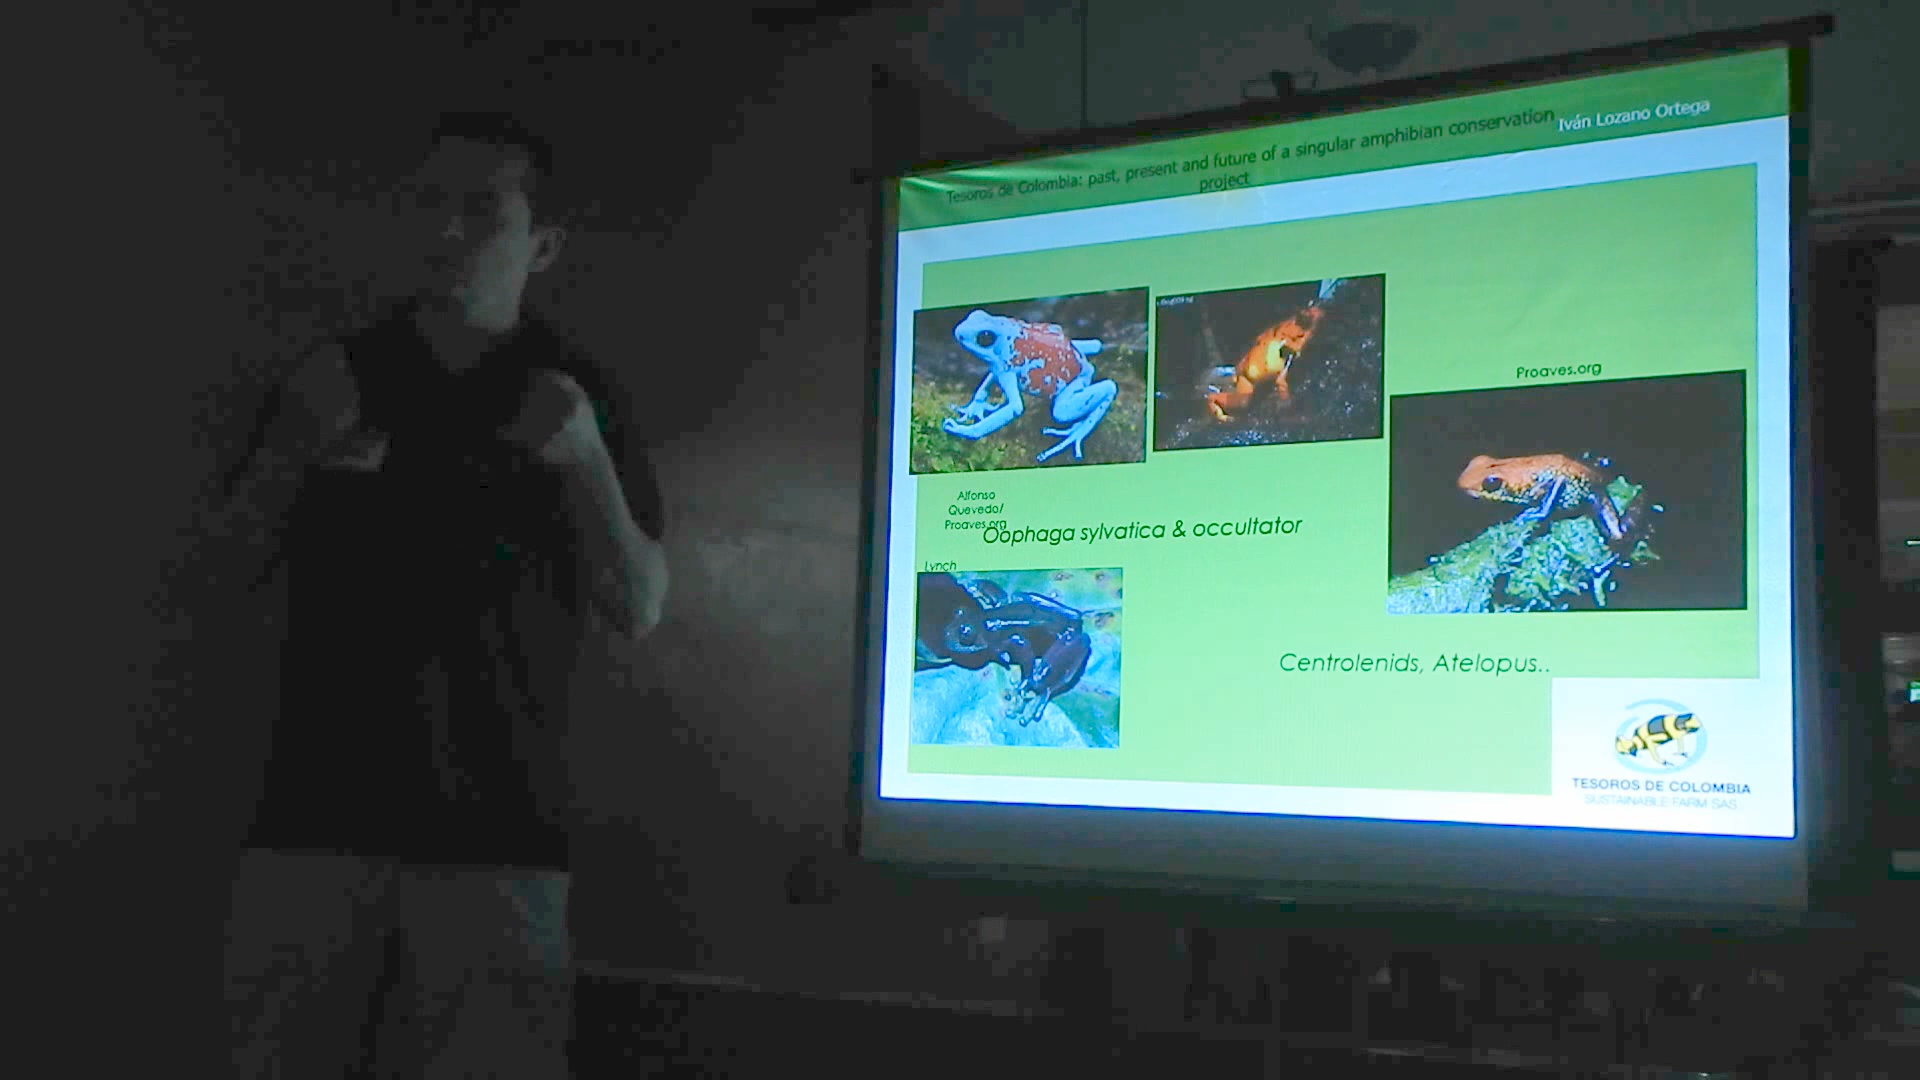 Tesoros de Colombia: past, present and future of a singular amphibian conservation
project
Iván Lozano Ortega
Proaves.org
Alfonso
Quevedo/
Proaves.org
Oophaga sylvatica & occultator
Lynch
Centrolenids, Atelopus..
TESOROS DE COLOMBIA
SUSTAINABLE FARM SAS